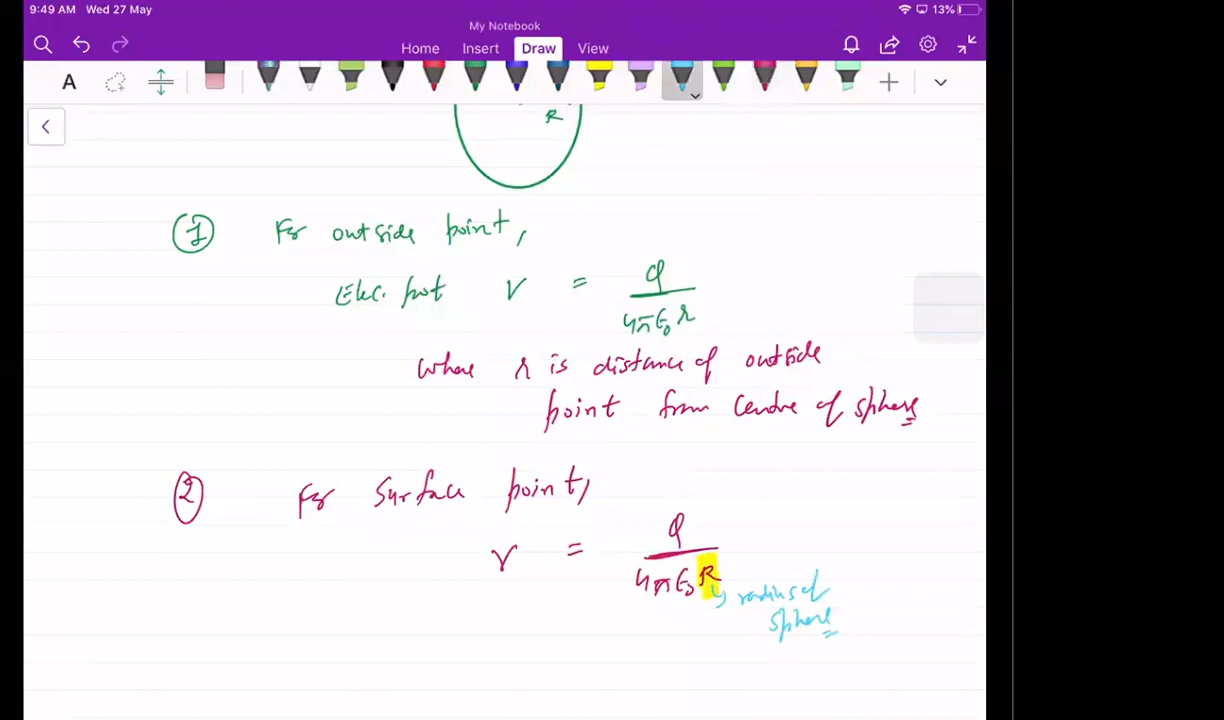 9:49 AM Wed 27 May
13%
My Notebook
Home Insert Draw View
A
R
1 For outside point,
Elec. pot V = Q
4πε₀r
where r is distance of outside
point from centre of sphere
2 For Surface point,
V = Q
4πε₀R
↳ radius of
sphere